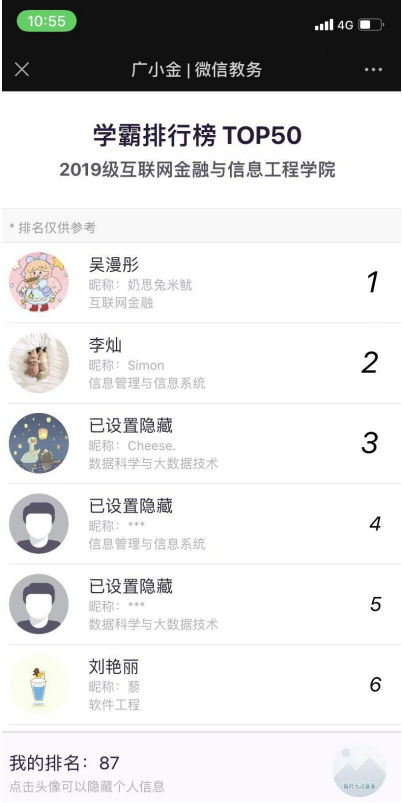 10:55
4G
广小金 | 微信教务
学霸排行榜 TOP50
2019级互联网金融与信息工程学院
* 排名仅供参考
吴漫彤
昵称：奶思兔米鱿
互联网金融
1
李灿
昵称：Simon
信息管理与信息系统
2
已设置隐藏
昵称：Cheese.
数据科学与大数据技术
3
已设置隐藏
昵称：***
信息管理与信息系统
4
已设置隐藏
昵称：***
数据科学与大数据技术
5
刘艳丽
昵称：藜
软件工程
6
我的排名：87
点击头像可以隐藏个人信息